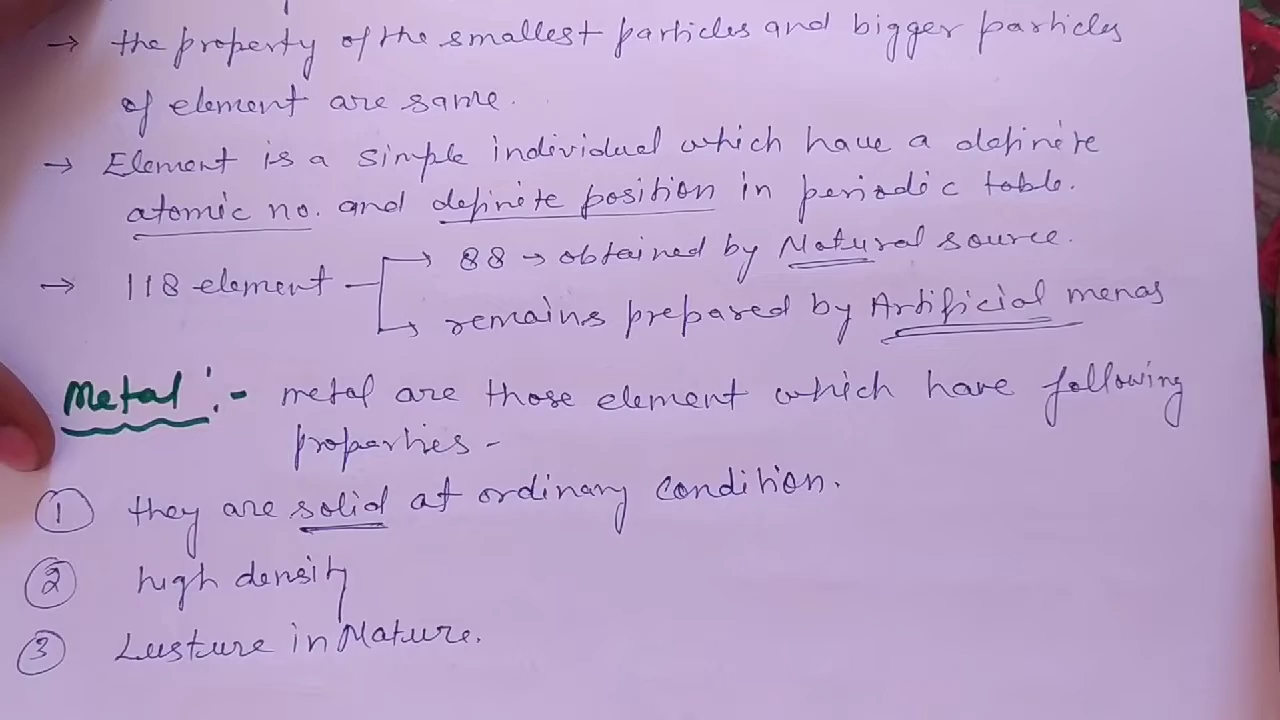 → the property of the smallest particles and bigger particles
of element are same.
→ Element is a simple individual which have a definite
atomic no. and definite position in periodic table.
→ 118 element → 88 → obtained by Natural source.
→ remains prepared by Artificial menas
Metal :- metal are those element which have following
properties -
① they are solid at ordinary condition.
② high density
③ Lusture in Nature.